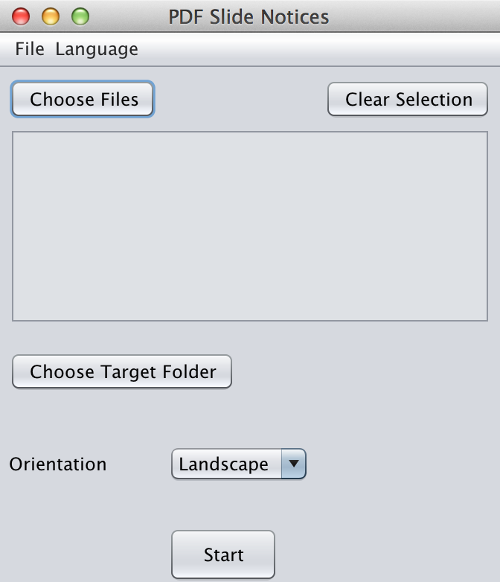 PDF Slide Notices
File Language
Choose Files
Clear Selection
Choose Target Folder
Orientation
Landscape
Start